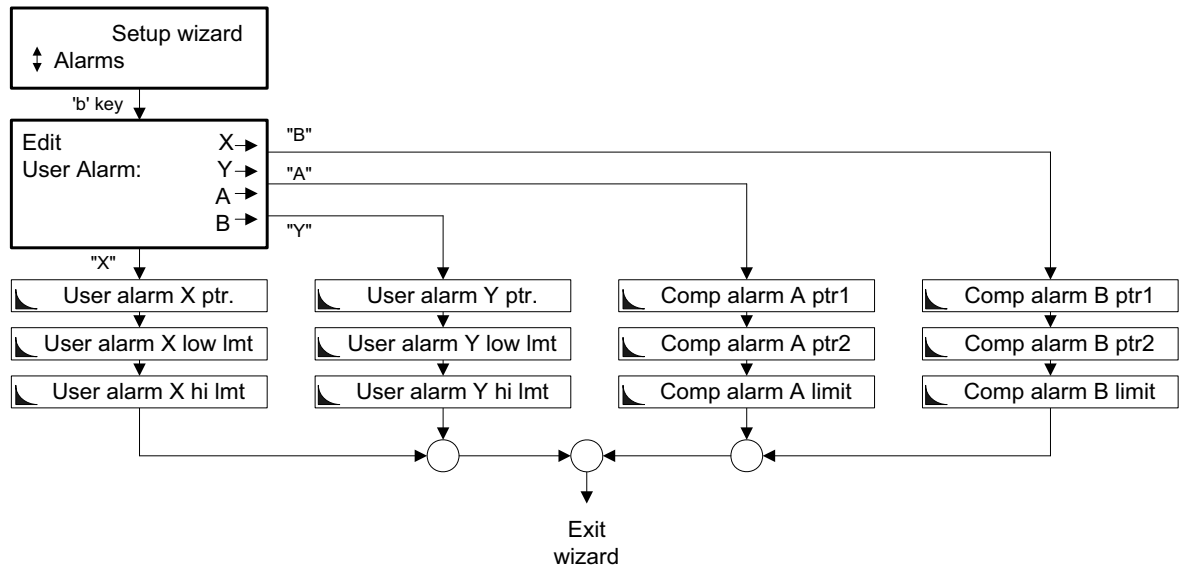 Setup wizard
Alarms
'b' key
Edit X
User Alarm: Y
A
B
"B"
"A"
"Y"
"X"
User alarm X ptr.
User alarm X low lmt
User alarm X hi lmt
User alarm Y ptr.
User alarm Y low lmt
User alarm Y hi lmt
Comp alarm A ptr1
Comp alarm A ptr2
Comp alarm A limit
Comp alarm B ptr1
Comp alarm B ptr2
Comp alarm B limit
Exit
wizard